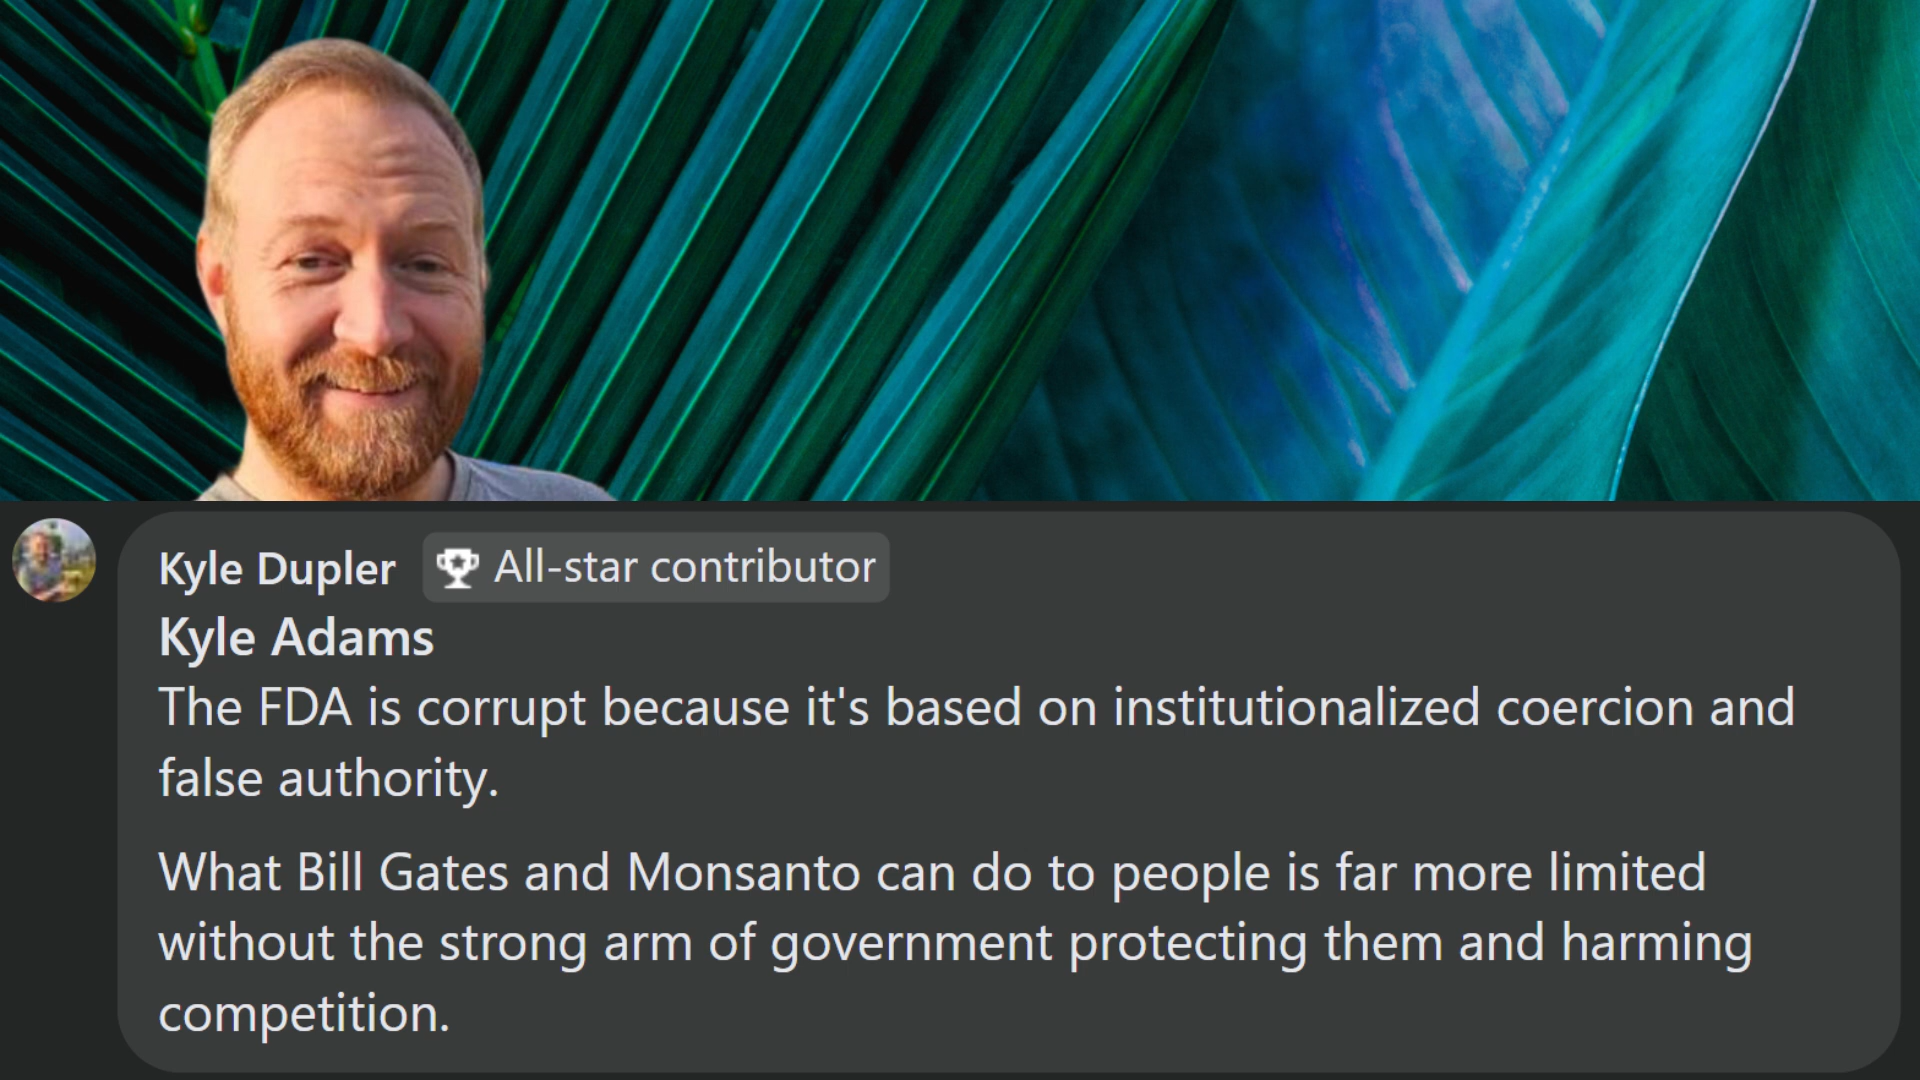 Kyle Dupler All-star contributor
Kyle Adams
The FDA is corrupt because it's based on institutionalized coercion and
false authority.
What Bill Gates and Monsanto can do to people is far more limited
without the strong arm of government protecting them and harming
competition.